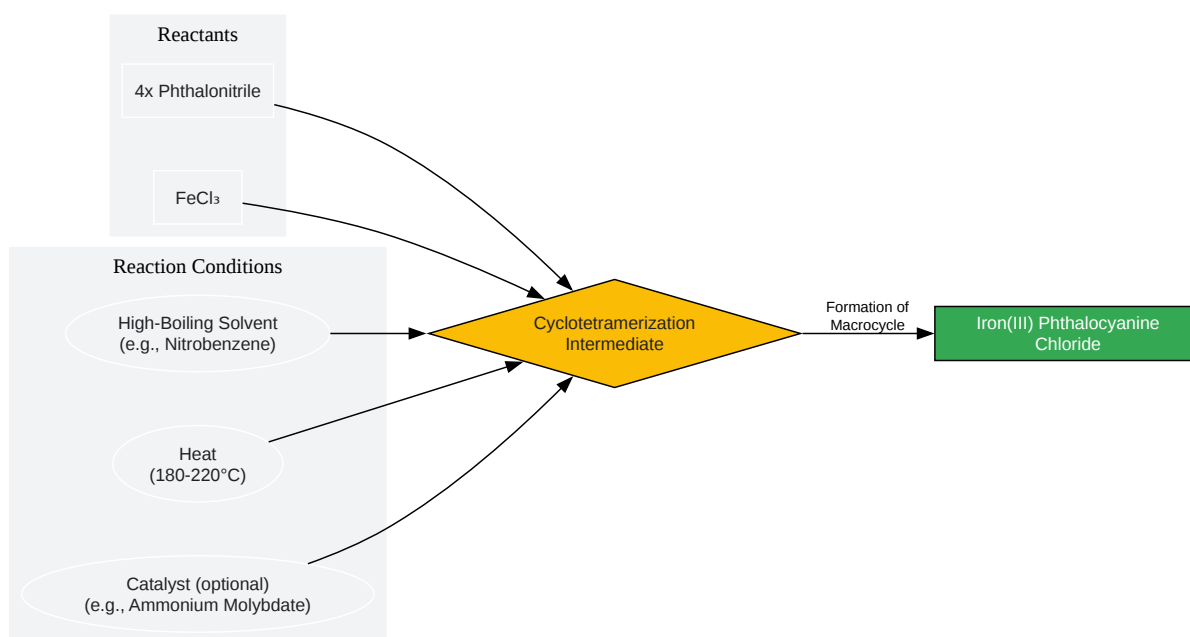 Reactants
4x Phthalonitrile
FeCl₃
Reaction Conditions
High-Boiling Solvent
(e.g., Nitrobenzene)
Heat
(180-220°C)
Catalyst (optional)
(e.g., Ammonium Molybdate)
Cyclotetramerization
Intermediate
Formation of
Macrocycle
Iron(III) Phthalocyanine
Chloride